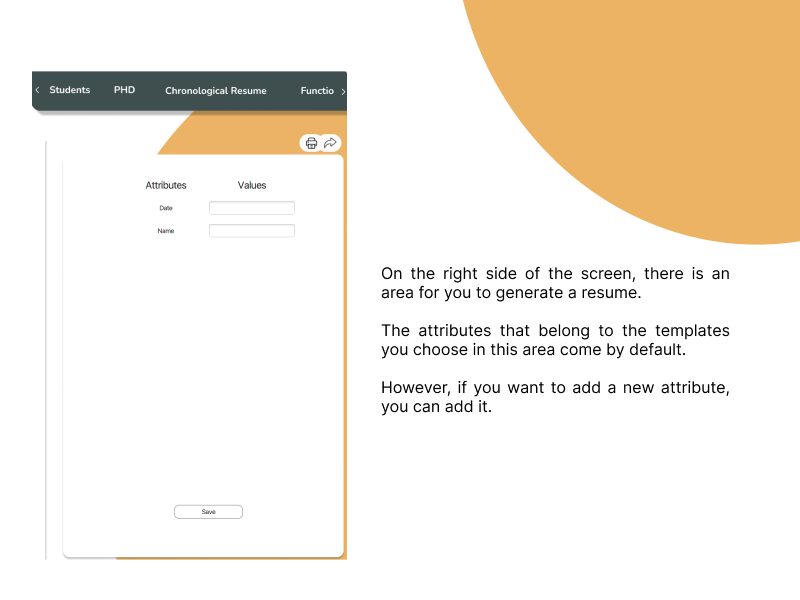 Students PHD Chronological Resume Functio
Attributes Values
Date
Name
Save
On the right side of the screen, there is an
area for you to generate a resume.
The attributes that belong to the templates
you choose in this area come by default.
However, if you want to add a new attribute,
you can add it.